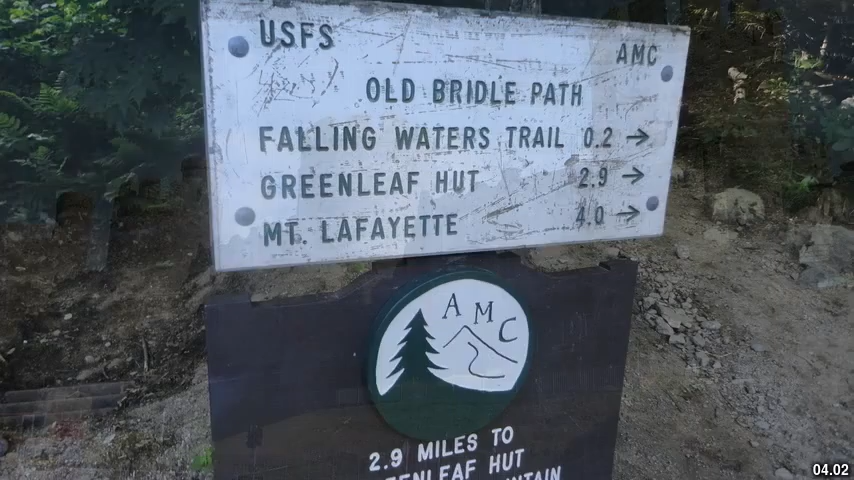 USFS
AMC
OLD BRIDLE PATH
FALLING WATERS TRAIL 0.2 →
GREENLEAF HUT 2.9 →
MT. LAFAYETTE 4.0 →
AMC
2.9 MILES TO
HUT
04.02